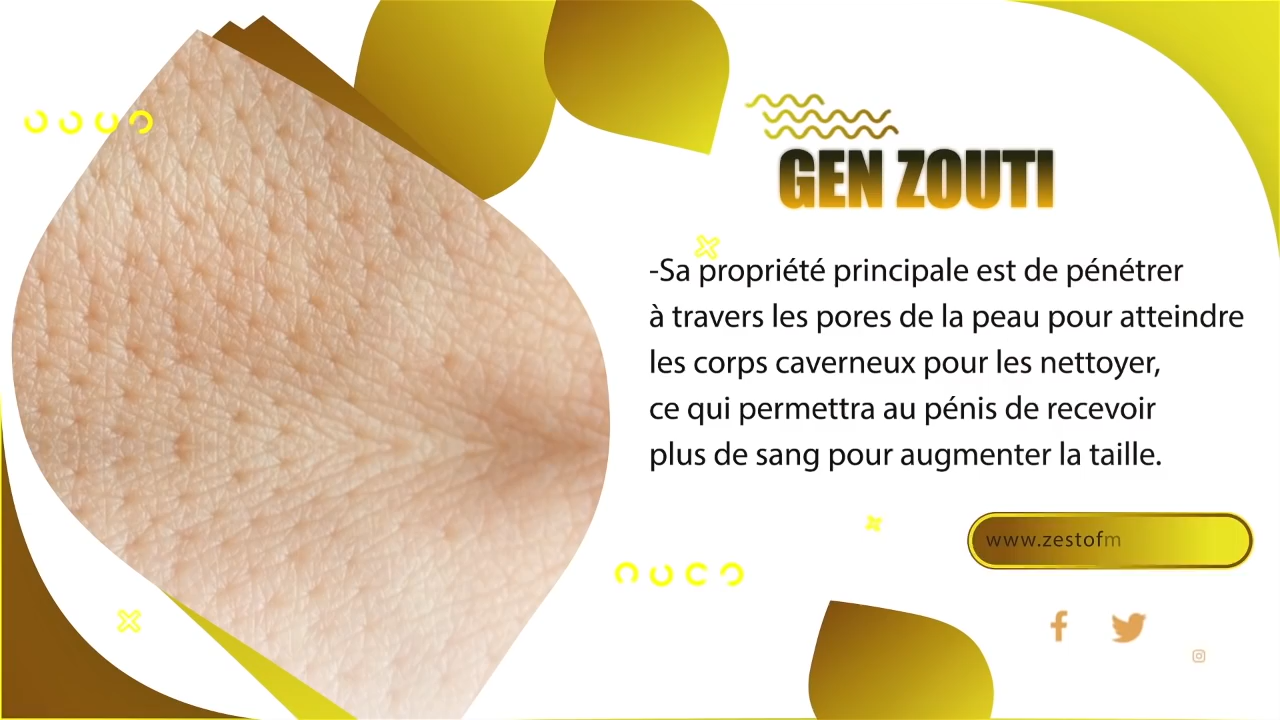 GEN ZOUTI
-Sa propriété principale est de pénétrer
à travers les pores de la peau pour atteindre
les corps caverneux pour les nettoyer,
ce qui permettra au pénis de recevoir
plus de sang pour augmenter la taille.
www.zestofm